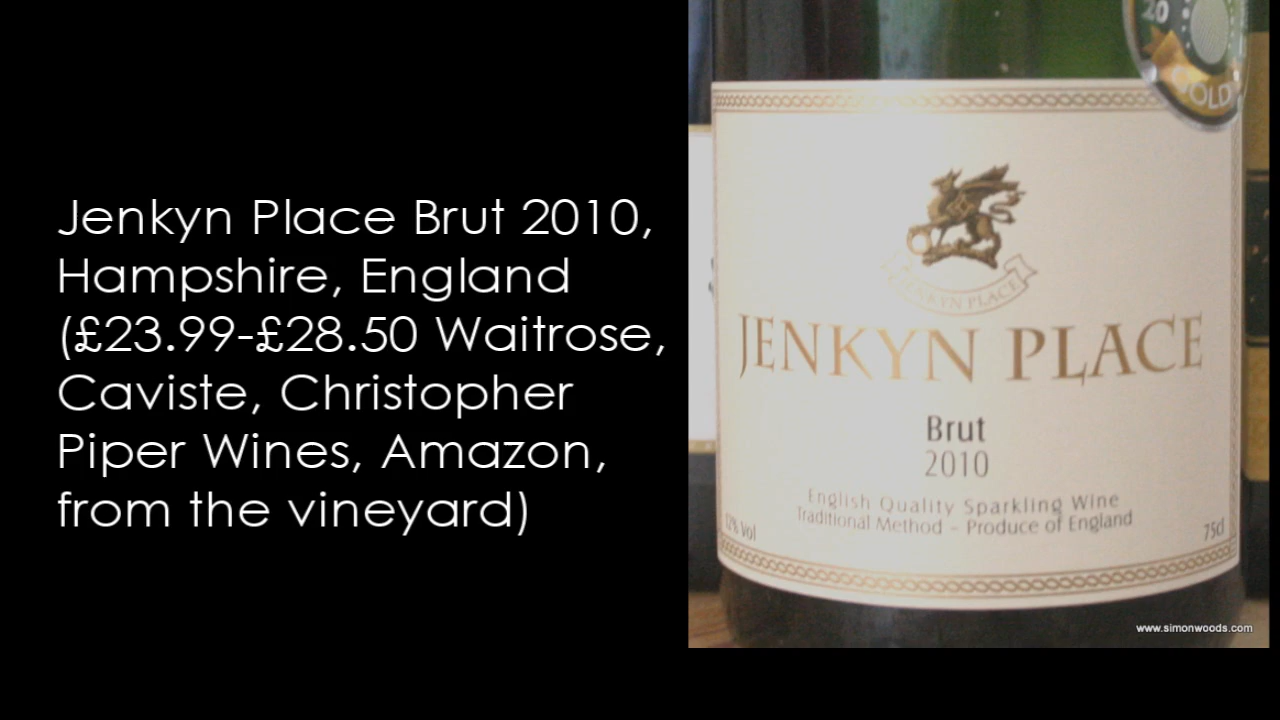 Jenkyn Place Brut 2010,
Hampshire, England
(£23.99-£28.50 Waitrose,
Caviste, Christopher
Piper Wines, Amazon,
from the vineyard)
20
GOLD
JENKYN PLACE
JENKYN PLACE
Brut
2010
English Quality Sparkling Wine
Traditional Method – Produce of England
12% Vol
75cl
www.simonwoods.com